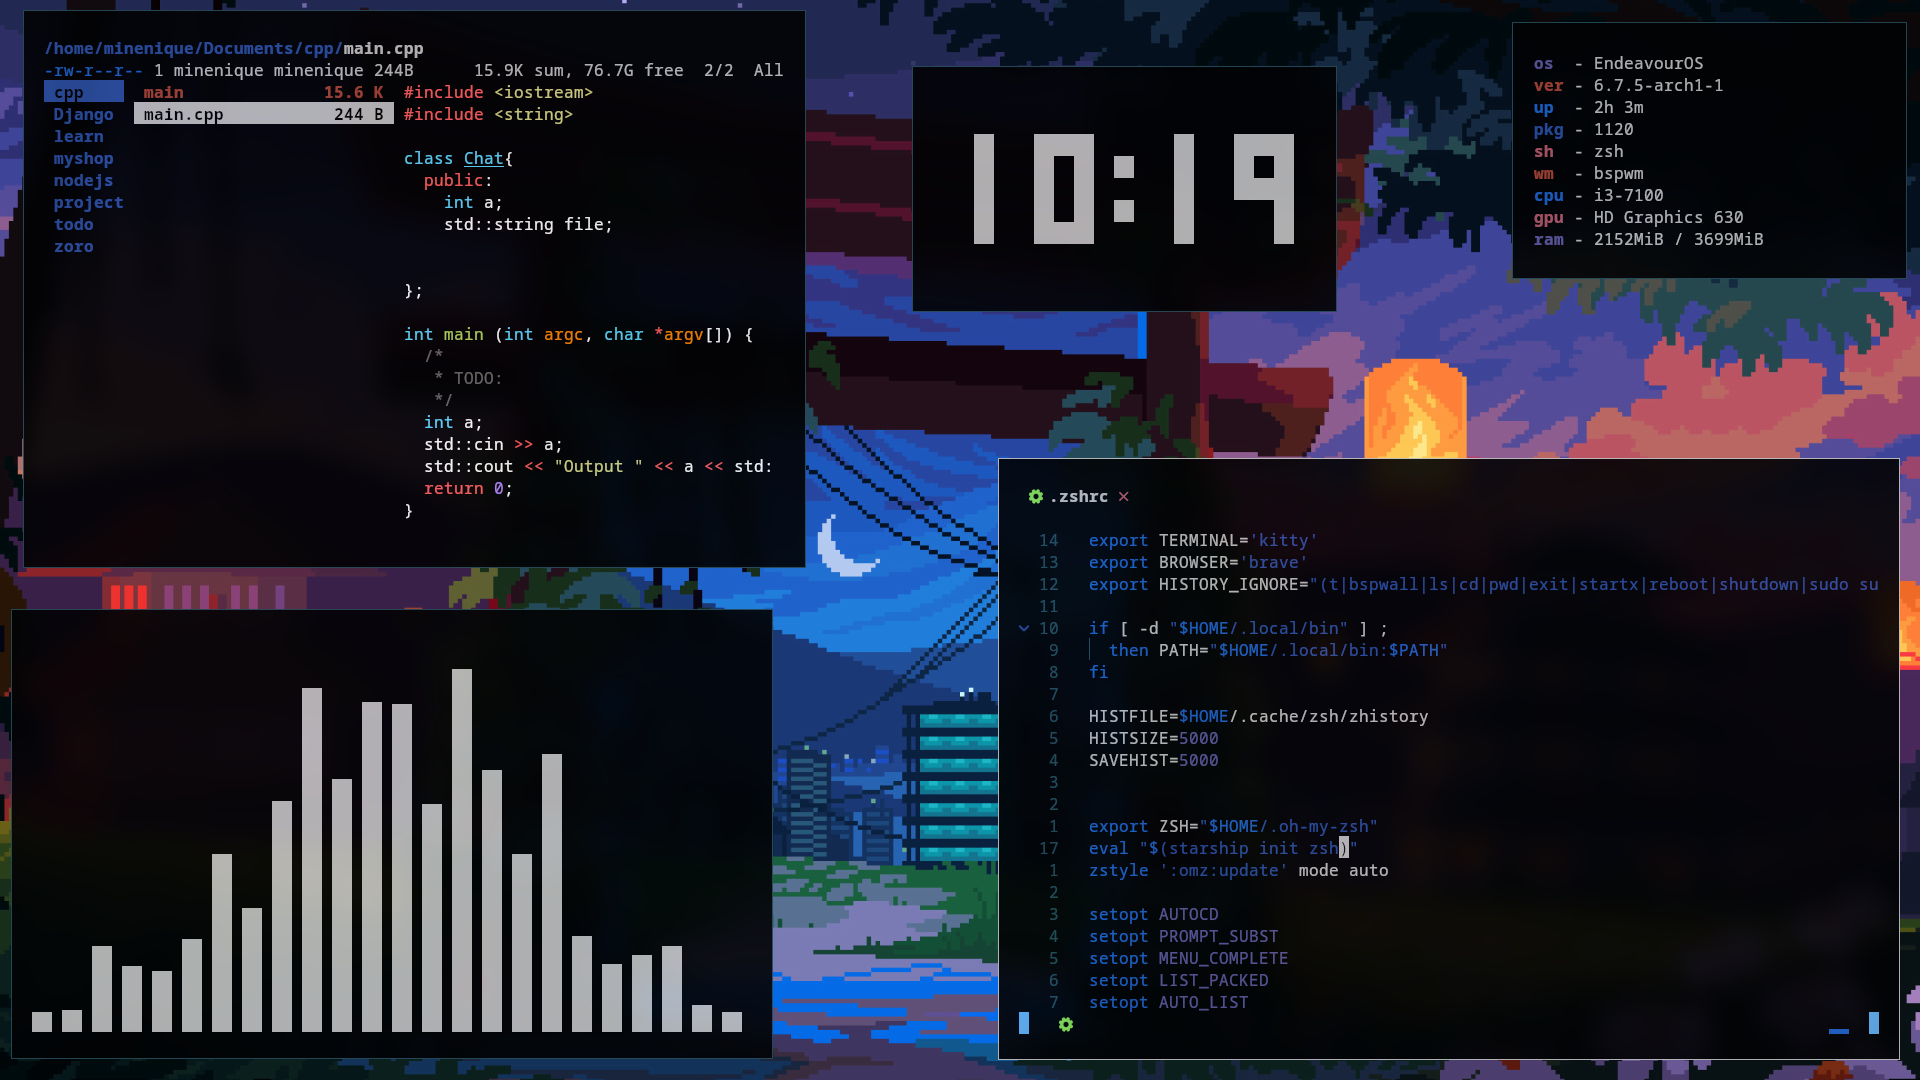 /home/minenique/Documents/cpp/main.cpp
-rw-r--r-- 1 minenique minenique 244B 15.9K sum, 76.7G free 2/2 All
cpp
Django
learn
myshop
nodejs
project
todo
zoro
main 15.6 K
main.cpp 244 B
#include <iostream>
#include <string>
class Chat{
public:
int a;
std::string file;
};
int main (int argc, char *argv[]) {
/*
* TODO:
*/
int a;
std::cin >> a;
std::cout << "Output " << a << std:
return 0;
}
10:19
os - EndeavourOS
ver - 6.7.5-arch1-1
up - 2h 3m
pkg - 1120
sh - zsh
wm - bspwm
cpu - i3-7100
gpu - HD Graphics 630
ram - 2152MiB / 3699MiB
.zshrc ×
14 export TERMINAL='kitty'
13 export BROWSER='brave'
12 export HISTORY_IGNORE="(t|bspwall|ls|cd|pwd|exit|startx|reboot|shutdown|sudo su
11
10 if [ -d "$HOME/.local/bin" ] ;
9 then PATH="$HOME/.local/bin:$PATH"
8 fi
7
6 HISTFILE=$HOME/.cache/zsh/zhistory
5 HISTSIZE=5000
4 SAVEHIST=5000
3
2
1 export ZSH="$HOME/.oh-my-zsh"
17 eval "$(starship init zsh)"
1 zstyle ':omz:update' mode auto
2
3 setopt AUTOCD
4 setopt PROMPT_SUBST
5 setopt MENU_COMPLETE
6 setopt LIST_PACKED
7 setopt AUTO_LIST